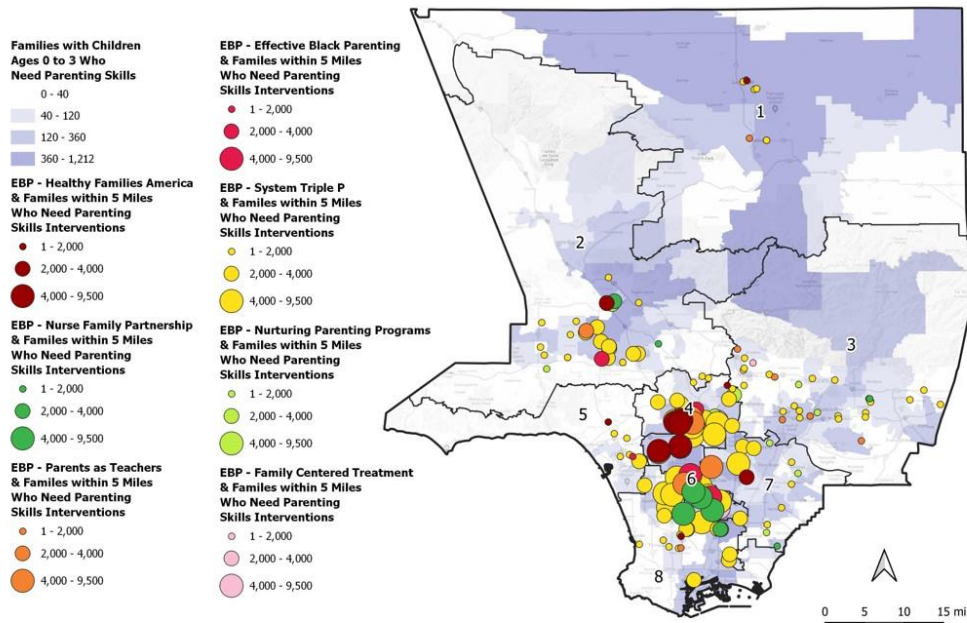 Families with Children
Ages 0 to 3 Who
Need Parenting Skills
0 - 40
40 - 120
120 - 360
360 - 1,212
EBP - Healthy Families America
& Familes within 5 Miles
Who Need Parenting
Skills Interventions
1 - 2,000
2,000 - 4,000
4,000 - 9,500
EBP - Nurse Family Partnership
& Familes within 5 Miles
Who Need Parenting
Skills Interventions
1 - 2,000
2,000 - 4,000
4,000 - 9,500
EBP - Parents as Teachers
& Familes within 5 Miles
Who Need Parenting
Skills Interventions
1 - 2,000
2,000 - 4,000
4,000 - 9,500
EBP - Effective Black Parenting
& Familes within 5 Miles
Who Need Parenting
Skills Interventions
1 - 2,000
2,000 - 4,000
4,000 - 9,500
EBP - System Triple P
& Familes within 5 Miles
Who Need Parenting
Skills Interventions
1 - 2,000
2,000 - 4,000
4,000 - 9,500
EBP - Nurturing Parenting Programs
& Familes within 5 Miles
Who Need Parenting
Skills Interventions
1 - 2,000
2,000 - 4,000
4,000 - 9,500
EBP - Family Centered Treatment
& Familes within 5 Miles
Who Need Parenting
Skills Interventions
1 - 2,000
2,000 - 4,000
4,000 - 9,500
1
2
3
4
5
6
7
8
0 5 10 15 mi